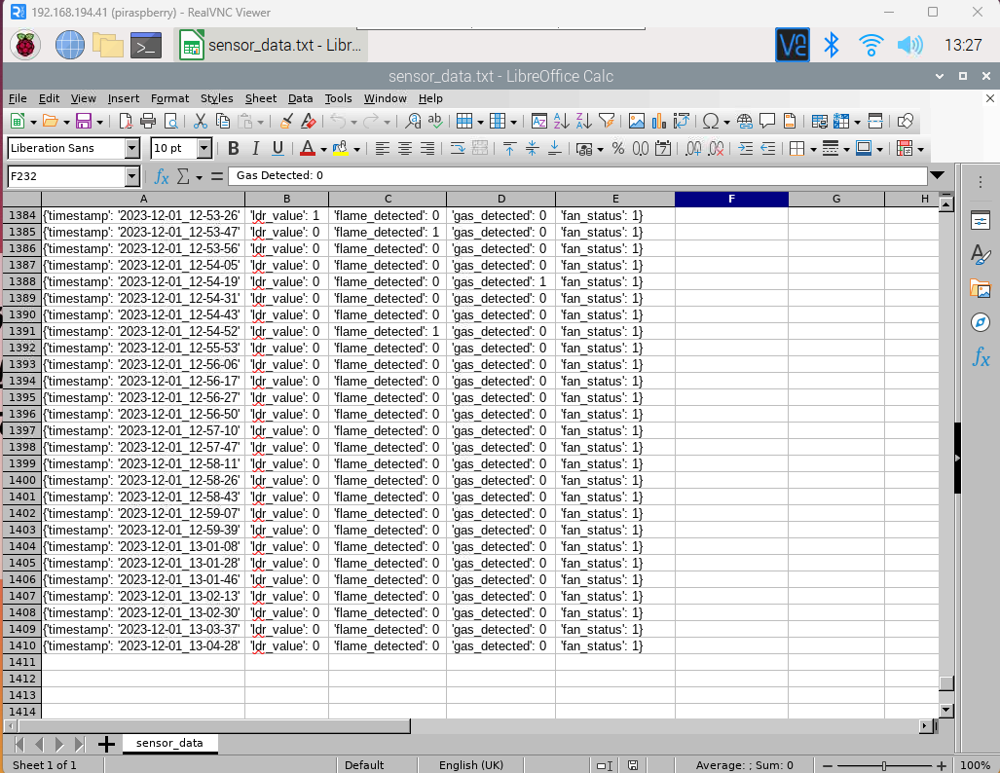 192.168.194.41 (piraspberry) - RealVNC Viewer
sensor_data.txt - Libr...
13:27
sensor_data.txt - LibreOffice Calc
File Edit View Insert Format Styles Sheet Data Tools Window Help
Liberation Sans 10 pt
F232 Gas Detected: 0
A B C D E F G H
1384 {'timestamp': '2023-12-01_12-53-26' 'ldr_value': 1 'flame_detected': 0 'gas_detected': 0 'fan_status': 1}
1385 {'timestamp': '2023-12-01_12-53-47' 'ldr_value': 0 'flame_detected': 1 'gas_detected': 0 'fan_status': 1}
1386 {'timestamp': '2023-12-01_12-53-56' 'ldr_value': 0 'flame_detected': 0 'gas_detected': 0 'fan_status': 1}
1387 {'timestamp': '2023-12-01_12-54-05' 'ldr_value': 0 'flame_detected': 0 'gas_detected': 0 'fan_status': 1}
1388 {'timestamp': '2023-12-01_12-54-19' 'ldr_value': 0 'flame_detected': 0 'gas_detected': 1 'fan_status': 1}
1389 {'timestamp': '2023-12-01_12-54-31' 'ldr_value': 0 'flame_detected': 0 'gas_detected': 0 'fan_status': 1}
1390 {'timestamp': '2023-12-01_12-54-43' 'ldr_value': 0 'flame_detected': 0 'gas_detected': 0 'fan_status': 1}
1391 {'timestamp': '2023-12-01_12-54-52' 'ldr_value': 0 'flame_detected': 1 'gas_detected': 0 'fan_status': 1}
1392 {'timestamp': '2023-12-01_12-55-53' 'ldr_value': 0 'flame_detected': 0 'gas_detected': 0 'fan_status': 1}
1393 {'timestamp': '2023-12-01_12-56-06' 'ldr_value': 0 'flame_detected': 0 'gas_detected': 0 'fan_status': 1}
1394 {'timestamp': '2023-12-01_12-56-17' 'ldr_value': 0 'flame_detected': 0 'gas_detected': 0 'fan_status': 1}
1395 {'timestamp': '2023-12-01_12-56-27' 'ldr_value': 0 'flame_detected': 0 'gas_detected': 0 'fan_status': 1}
1396 {'timestamp': '2023-12-01_12-56-50' 'ldr_value': 0 'flame_detected': 0 'gas_detected': 0 'fan_status': 1}
1397 {'timestamp': '2023-12-01_12-57-10' 'ldr_value': 0 'flame_detected': 0 'gas_detected': 0 'fan_status': 1}
1398 {'timestamp': '2023-12-01_12-57-47' 'ldr_value': 0 'flame_detected': 0 'gas_detected': 0 'fan_status': 1}
1399 {'timestamp': '2023-12-01_12-58-11' 'ldr_value': 0 'flame_detected': 0 'gas_detected': 0 'fan_status': 1}
1400 {'timestamp': '2023-12-01_12-58-26' 'ldr_value': 0 'flame_detected': 0 'gas_detected': 0 'fan_status': 1}
1401 {'timestamp': '2023-12-01_12-58-43' 'ldr_value': 0 'flame_detected': 0 'gas_detected': 0 'fan_status': 1}
1402 {'timestamp': '2023-12-01_12-59-07' 'ldr_value': 0 'flame_detected': 0 'gas_detected': 0 'fan_status': 1}
1403 {'timestamp': '2023-12-01_12-59-39' 'ldr_value': 0 'flame_detected': 0 'gas_detected': 0 'fan_status': 1}
1404 {'timestamp': '2023-12-01_13-01-08' 'ldr_value': 0 'flame_detected': 0 'gas_detected': 0 'fan_status': 1}
1405 {'timestamp': '2023-12-01_13-01-28' 'ldr_value': 0 'flame_detected': 0 'gas_detected': 0 'fan_status': 1}
1406 {'timestamp': '2023-12-01_13-01-46' 'ldr_value': 0 'flame_detected': 0 'gas_detected': 0 'fan_status': 1}
1407 {'timestamp': '2023-12-01_13-02-13' 'ldr_value': 0 'flame_detected': 0 'gas_detected': 0 'fan_status': 1}
1408 {'timestamp': '2023-12-01_13-02-30' 'ldr_value': 0 'flame_detected': 0 'gas_detected': 0 'fan_status': 1}
1409 {'timestamp': '2023-12-01_13-03-37' 'ldr_value': 0 'flame_detected': 0 'gas_detected': 0 'fan_status': 1}
1410 {'timestamp': '2023-12-01_13-04-28' 'ldr_value': 0 'flame_detected': 0 'gas_detected': 0 'fan_status': 1}
1411
1412
1413
1414
sensor_data
Sheet 1 of 1 Default English (UK) Average: ; Sum: 0 100%